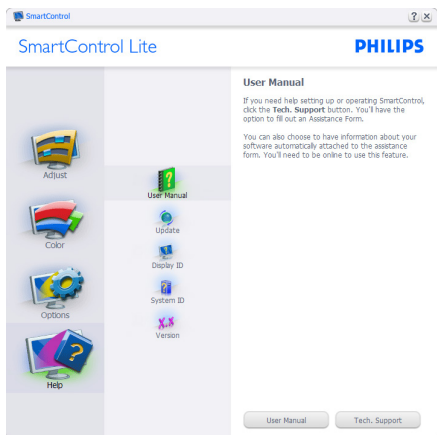 SmartControl
SmartControl Lite
PHILIPS
Adjust
Color
Options
Help
User Manual
Update
Display ID
System ID
X.X
Version
User Manual
If you need help setting up or operating SmartControl,
click the Tech. Support button. You'll have the
option to fill out an Assistance Form.
You can also choose to have information about your
software automatically attached to the assistance
form. You'll need to be online to use this feature.
User Manual
Tech. Support